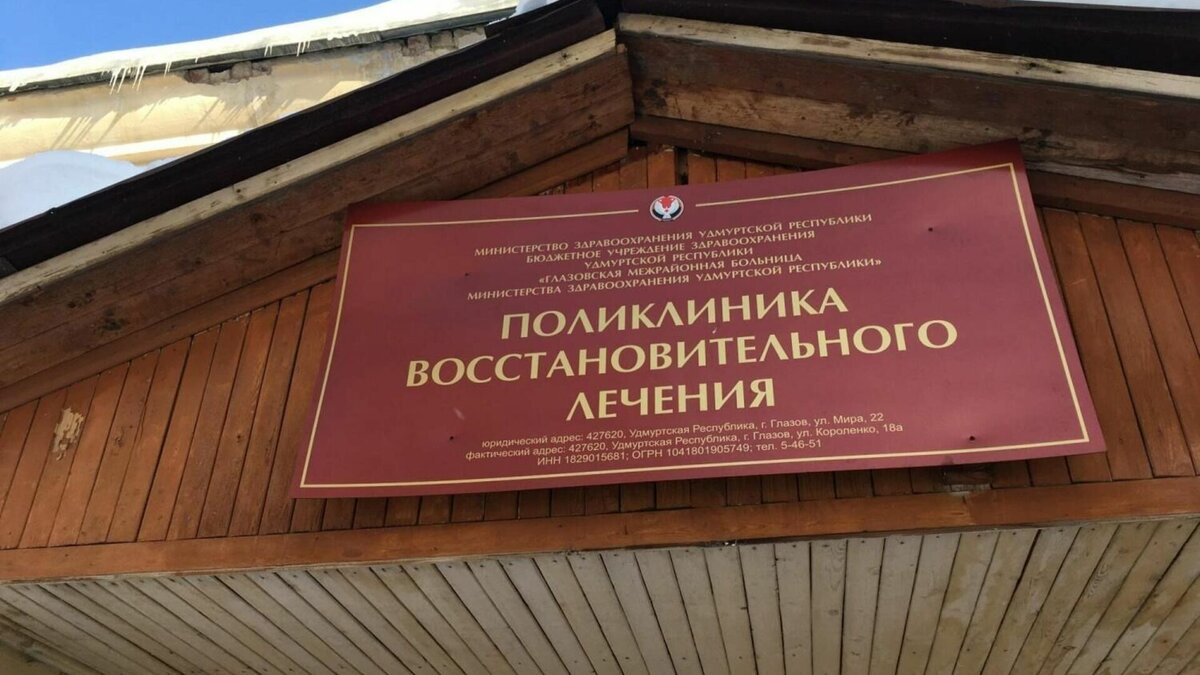 МИНИСТЕРСТВО ЗДРАВООХРАНЕНИЯ УДМУРТСКОЙ РЕСПУБЛИКИ
БЮДЖЕТНОЕ УЧРЕЖДЕНИЕ ЗДРАВООХРАНЕНИЯ
УДМУРТСКОЙ РЕСПУБЛИКИ
«ГЛАЗОВСКАЯ МЕЖРАЙОННАЯ БОЛЬНИЦА
МИНИСТЕРСТВА ЗДРАВООХРАНЕНИЯ УДМУРТСКОЙ РЕСПУБЛИКИ»
ПОЛИКЛИНИКА
ВОССТАНОВИТЕЛЬНОГО
ЛЕЧЕНИЯ
юридический адрес: 427620, Удмуртская Республика, г. Глазов, ул. Мира, 22
фактический адрес: 427620, Удмуртская Республика, г. Глазов, ул. Короленко, 18а
ИНН 1829015681; ОГРН 1041801905749; тел. 5-46-51